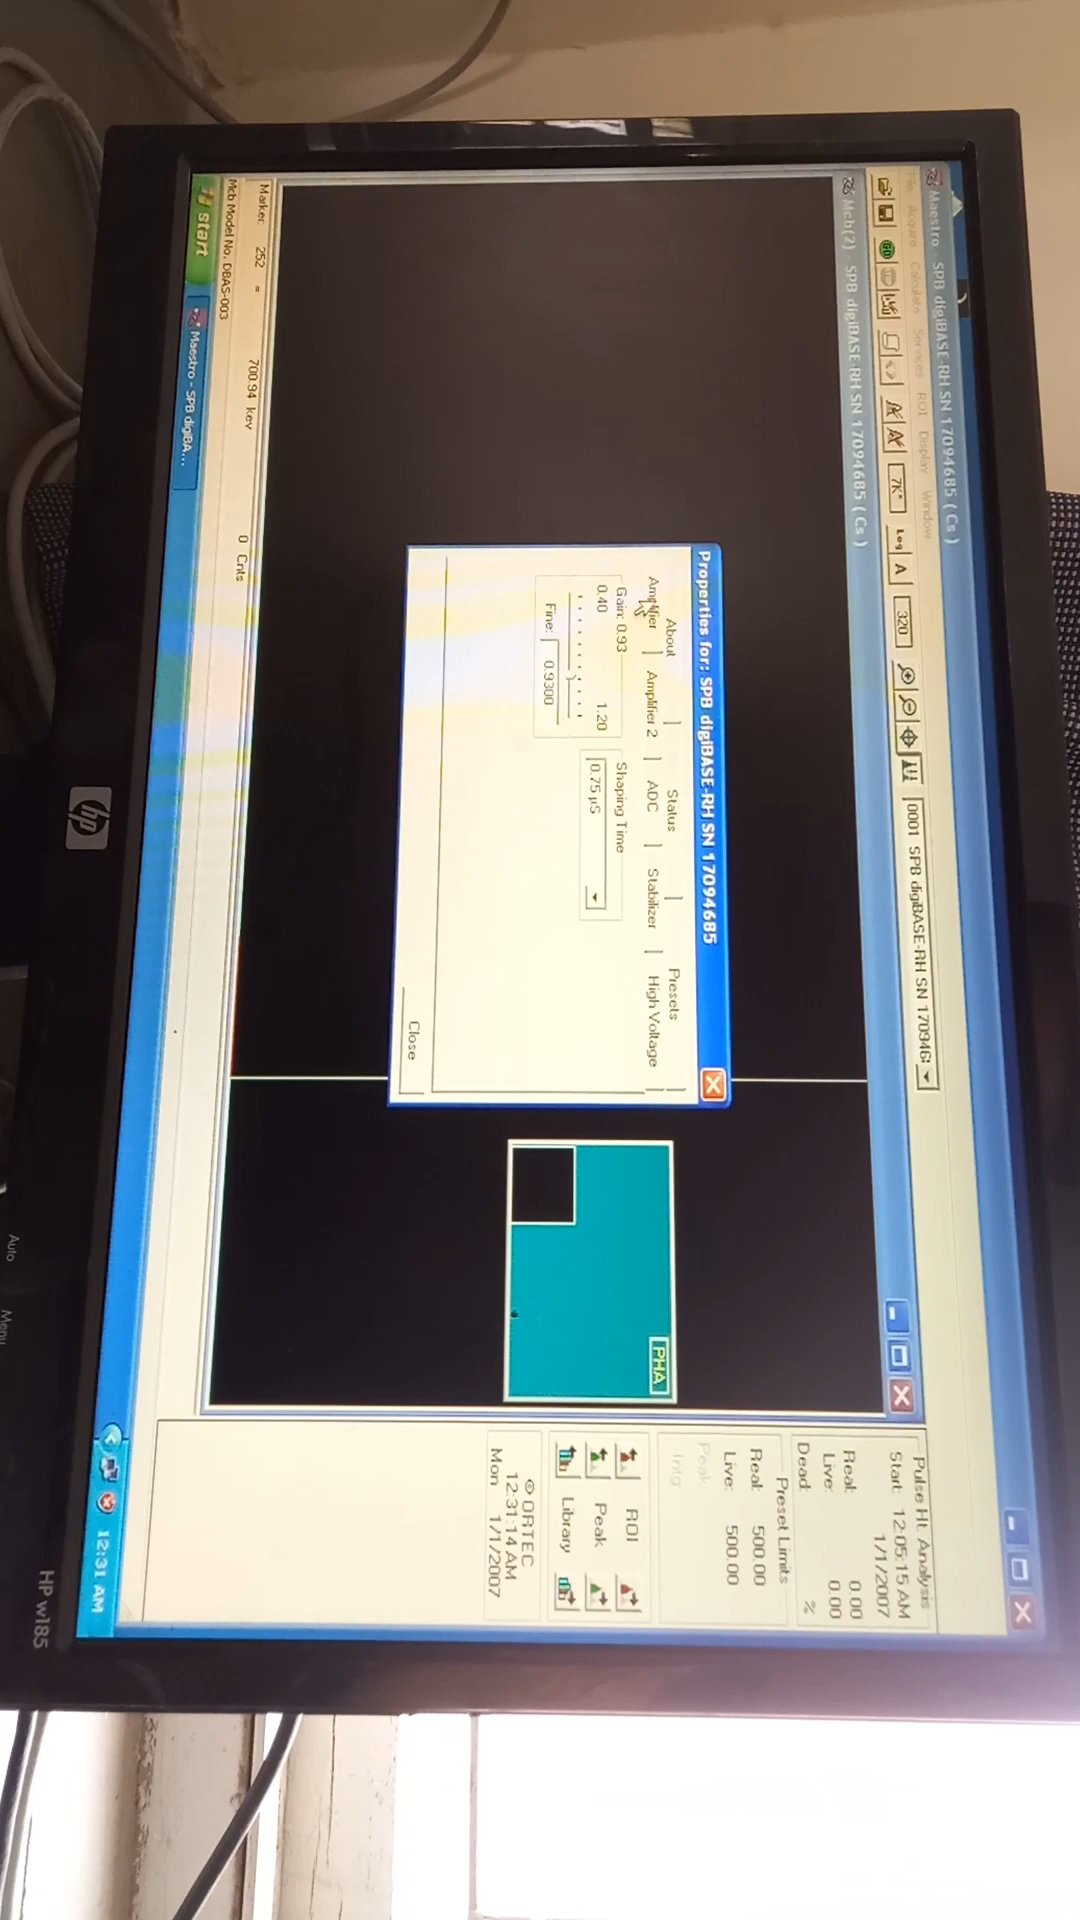 Maestro - SPB digiBASE-RH SN 17094685 ( Cs )
File Acquire Calculate Services ROI Display Window
GO
7K*
Log
A
320
0001 SPB digiBASE-RH SN 17094
Mcb(2) - SPB digiBASE-RH SN 17094685 ( Cs )
Properties for: SPB digiBASE-RH SN 17094685
About Status Presets
Amplifier Amplifier 2 ADC Stabilizer High Voltage
Gain: 0.93
0.40 1.20
Fine: 0.9300
Shaping Time
0.75 µS
Close
PHA
Pulse Ht. Analysis
Start: 12:05:15 AM
1/1/2007
Real: 0.00
Live: 0.00
Dead: %
Preset Limits
Real: 500.00
Live: 500.00
Peak
Intg
ROI
Peak
Library
© ORTEC
12:31:14 AM
Mon 1/1/2007
Marker: 252 = 700.94 kev 0 Cnts
Mcb Model No. DBAS-003
start
Maestro - SPB digiBA...
12:31 AM
hp
HP w185
Auto
Menu